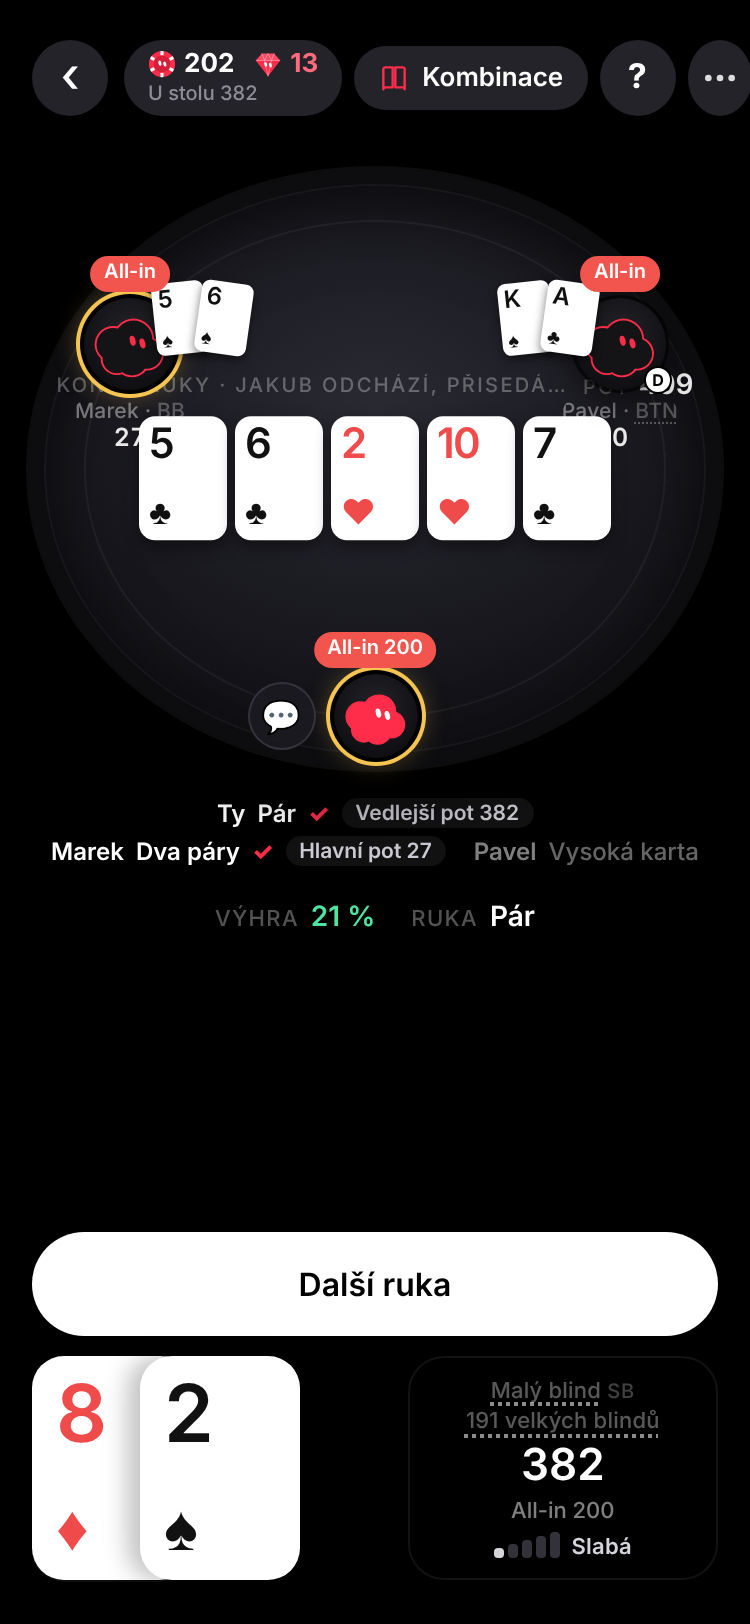 202 13
U stolu 382
Kombinace
?
All-in
All-in
5 6
K A
UKY · JAKUB ODCHÁZÍ, PŘISEDÁ…
D
Marek · BB
Pavel · BTN
27
0
5 6 2 10 7
All-in 200
Ty Pár Vedlejší pot 382
Marek Dva páry Hlavní pot 27 Pavel Vysoká karta
VÝHRA 21 % RUKA Pár
Další ruka
8 2
Malý blind SB
191 velkých blindů
382
All-in 200
Slabá